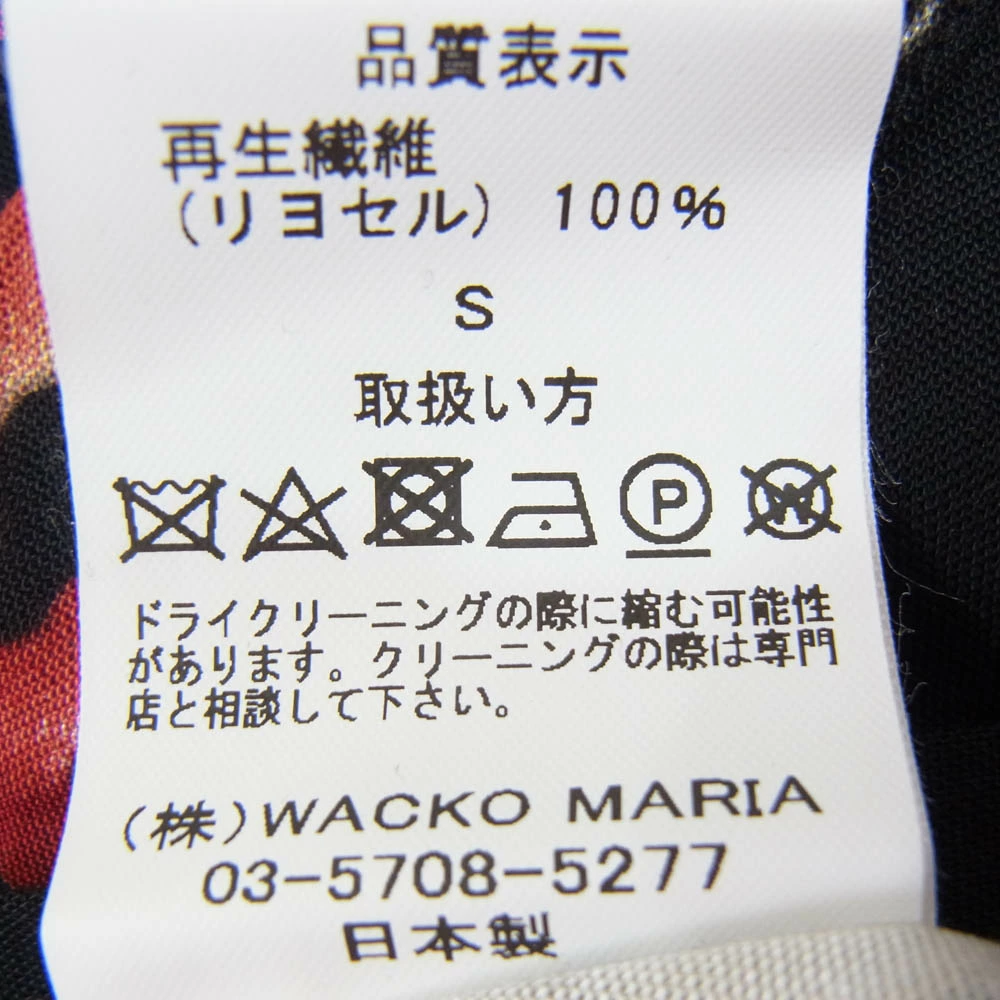 品質表示
再生繊維
(リヨセル) 100%
S
取扱い方
P
W
ドライクリーニングの際に縮む可能性
があります。クリーニングの際は専門
店と相談して下さい。
(株)WACKO MARIA
03-5708-5277
日本製